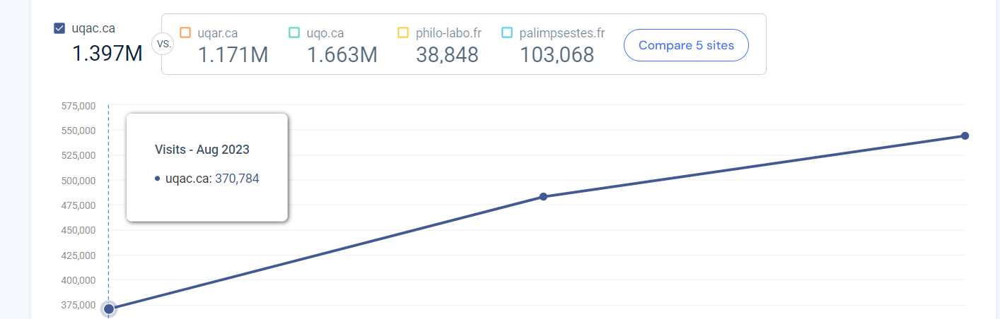 uqac.ca
1.397M
VS.
uqar.ca
1.171M
uqo.ca
1.663M
philo-labo.fr
38,848
palimpsestes.fr
103,068
Compare 5 sites
575,000
550,000
525,000
500,000
475,000
450,000
425,000
400,000
375,000
Visits - Aug 2023
uqac.ca: 370,784